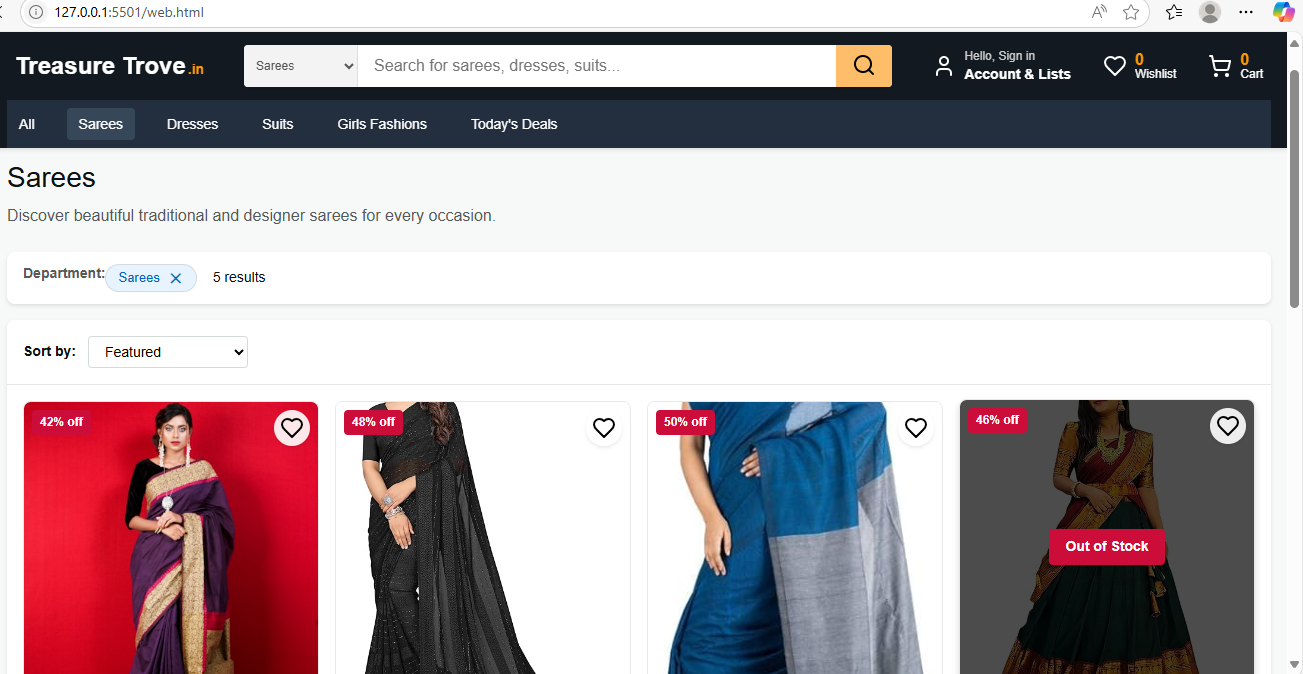 127.0.0.1:5501/web.html
Treasure Trove.in
Sarees
Search for sarees, dresses, suits...
Hello, Sign in
Account & Lists
0
Wishlist
0
Cart
All
Sarees
Dresses
Suits
Girls Fashions
Today's Deals
Sarees
Discover beautiful traditional and designer sarees for every occasion.
Department:
Sarees
5 results
Sort by:
Featured
42% off
48% off
50% off
46% off
Out of Stock